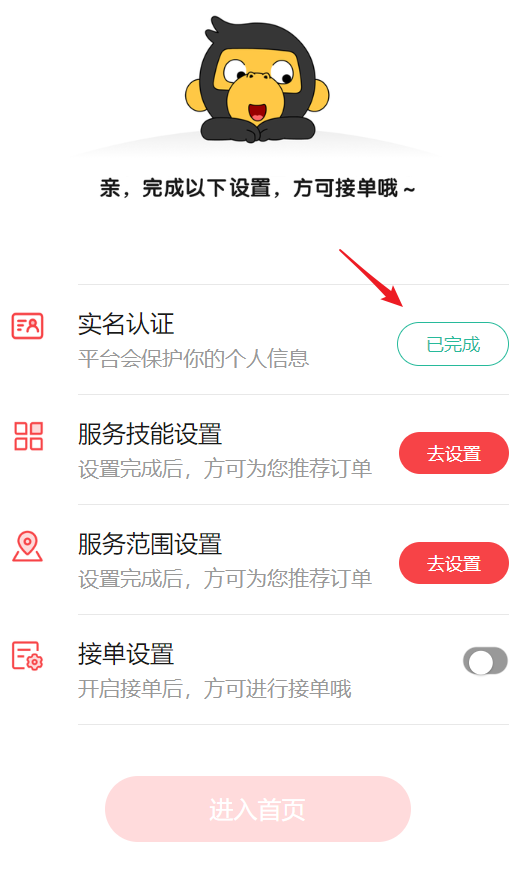 亲，完成以下设置，方可接单哦~
实名认证
平台会保护你的个人信息
已完成
服务技能设置
设置完成后，方可为您推荐订单
去设置
服务范围设置
设置完成后，方可为您推荐订单
去设置
接单设置
开启接单后，方可进行接单哦
进入首页